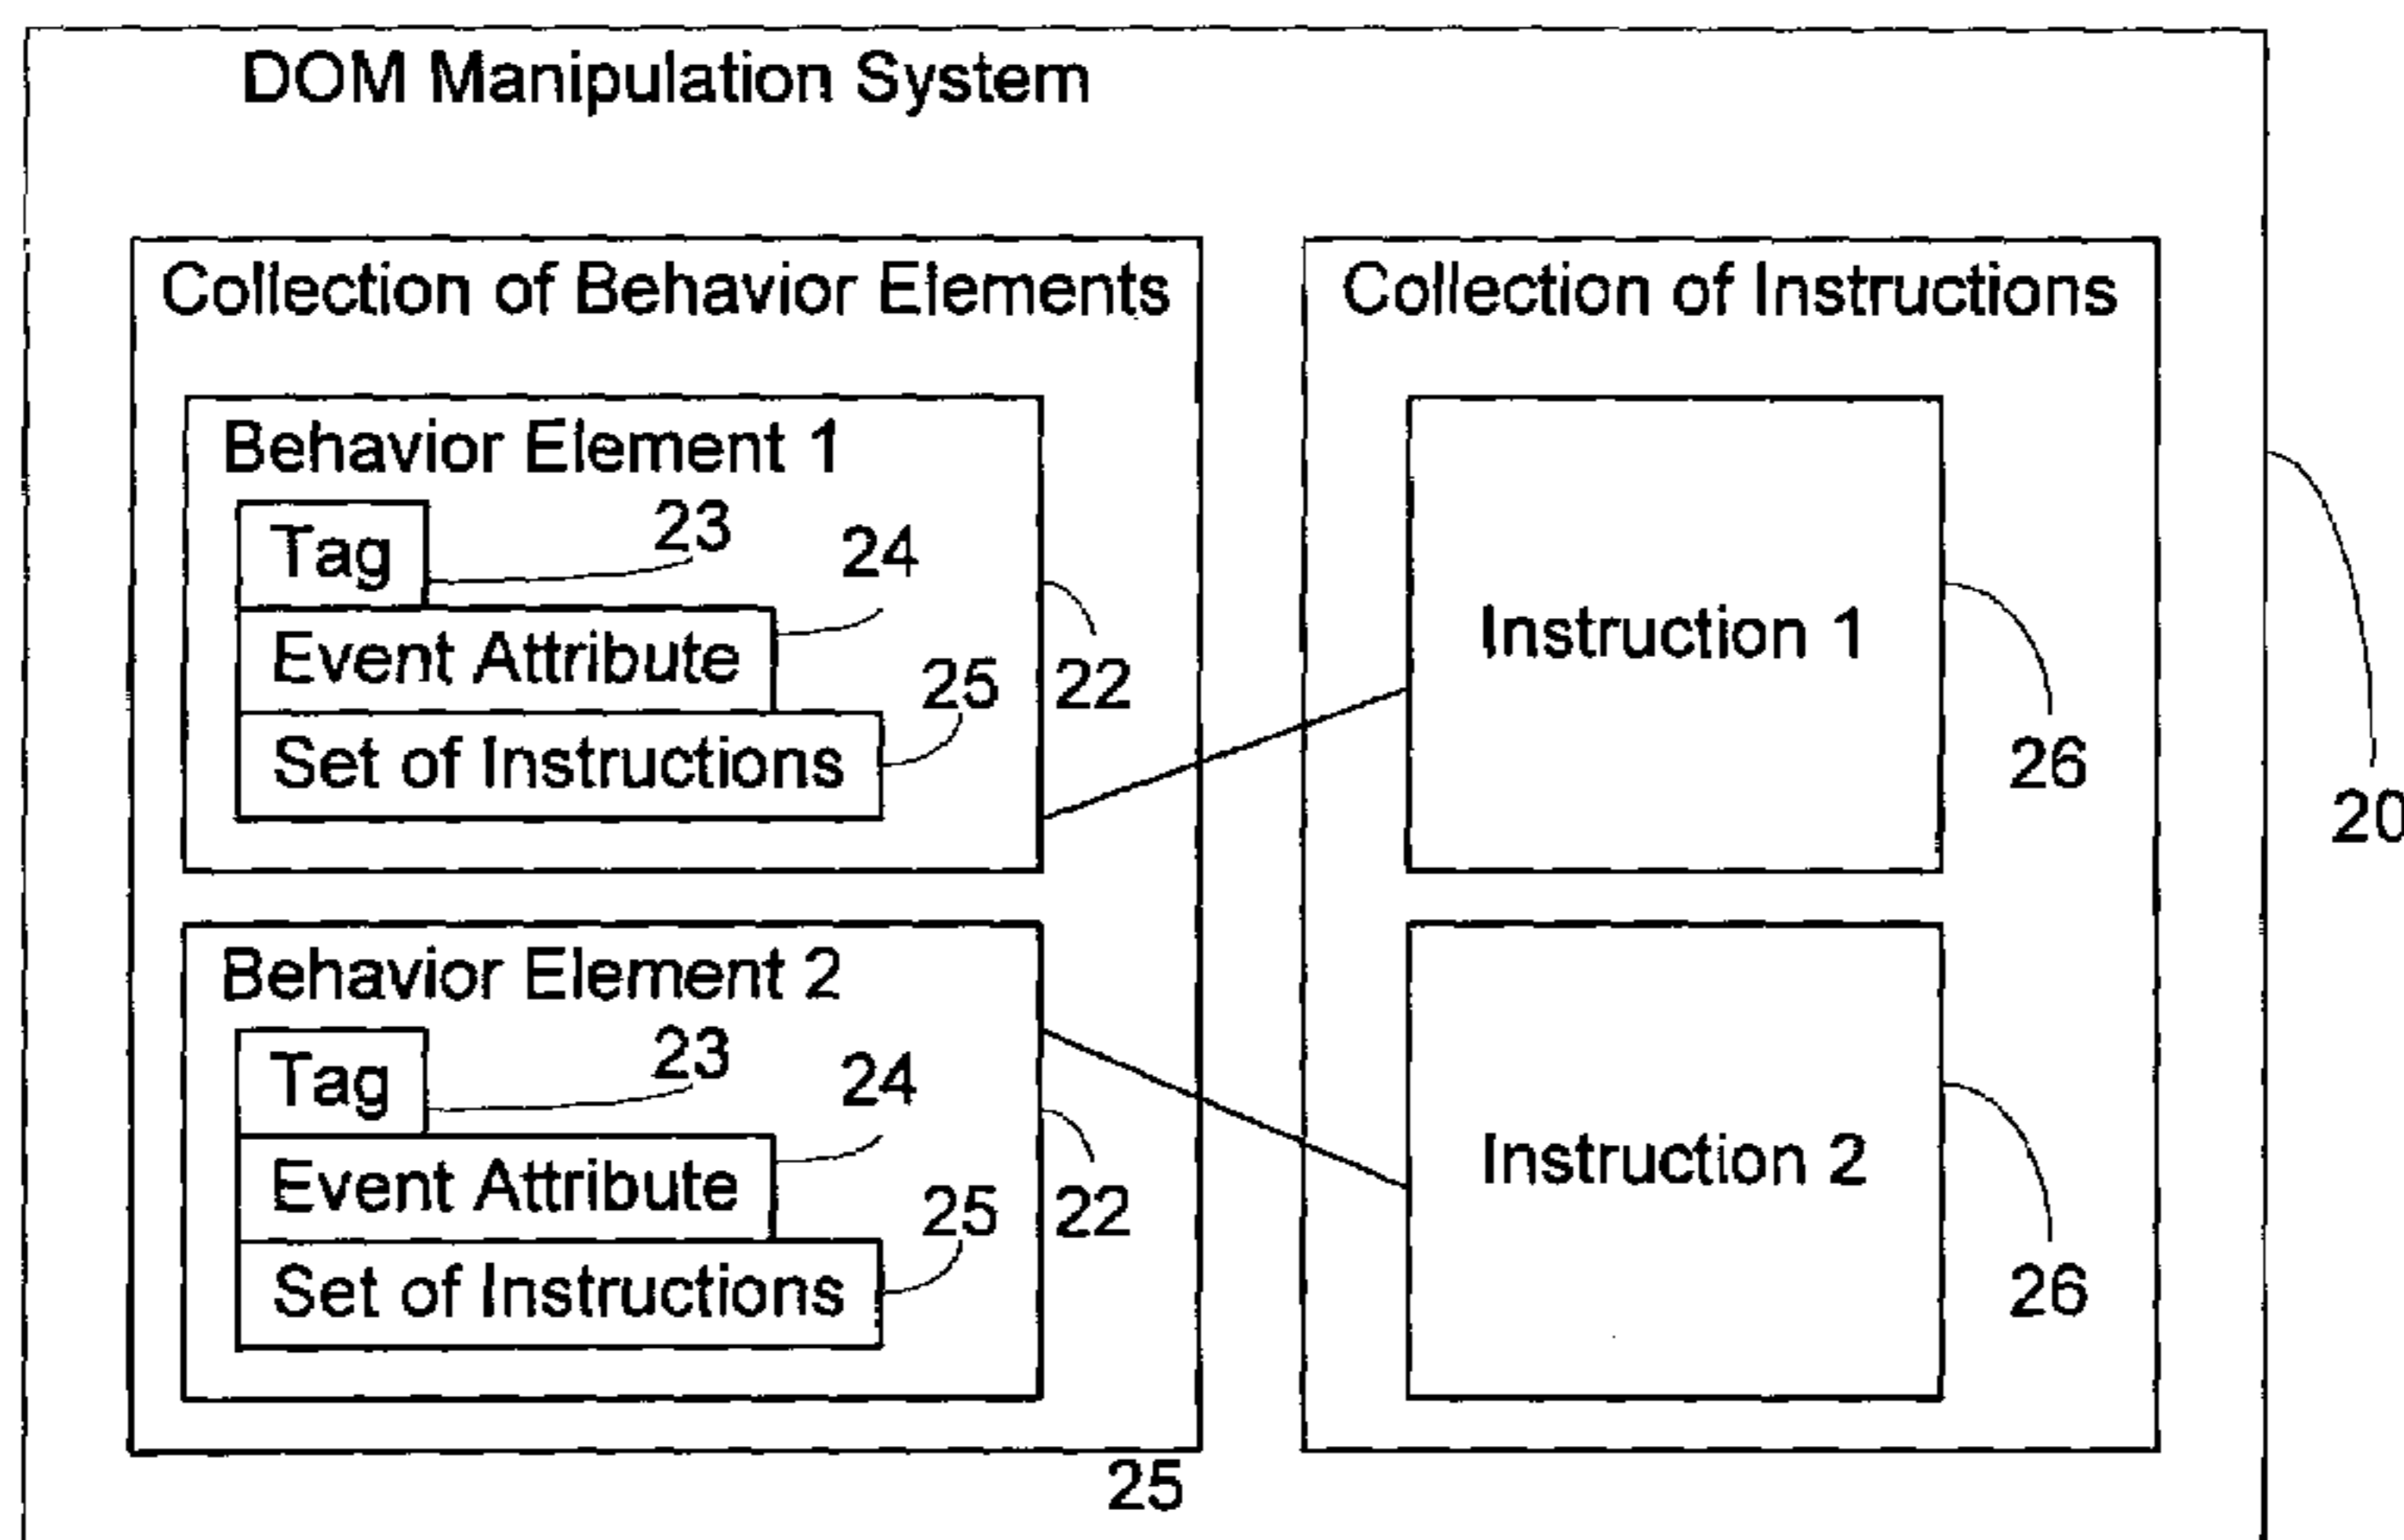 DOM Manipulation System
Collection of Behavior Elements
Collection of Instructions
Behavior Element 1
Tag
23
24
Event Attribute
25
22
Set of Instructions
Instruction 1
26
20
Behavior Element 2
Tag
23
24
Event Attribute
25
22
Set of Instructions
Instruction 2
26
25